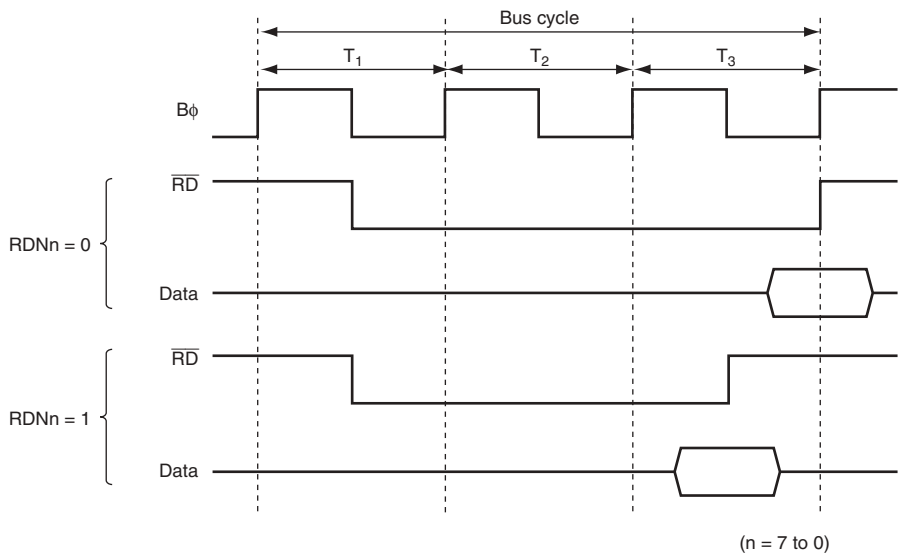 Bus cycle
T₁ T₂ T₃
Bϕ
RD
RDNn = 0
Data
RD
RDNn = 1
Data
(n = 7 to 0)